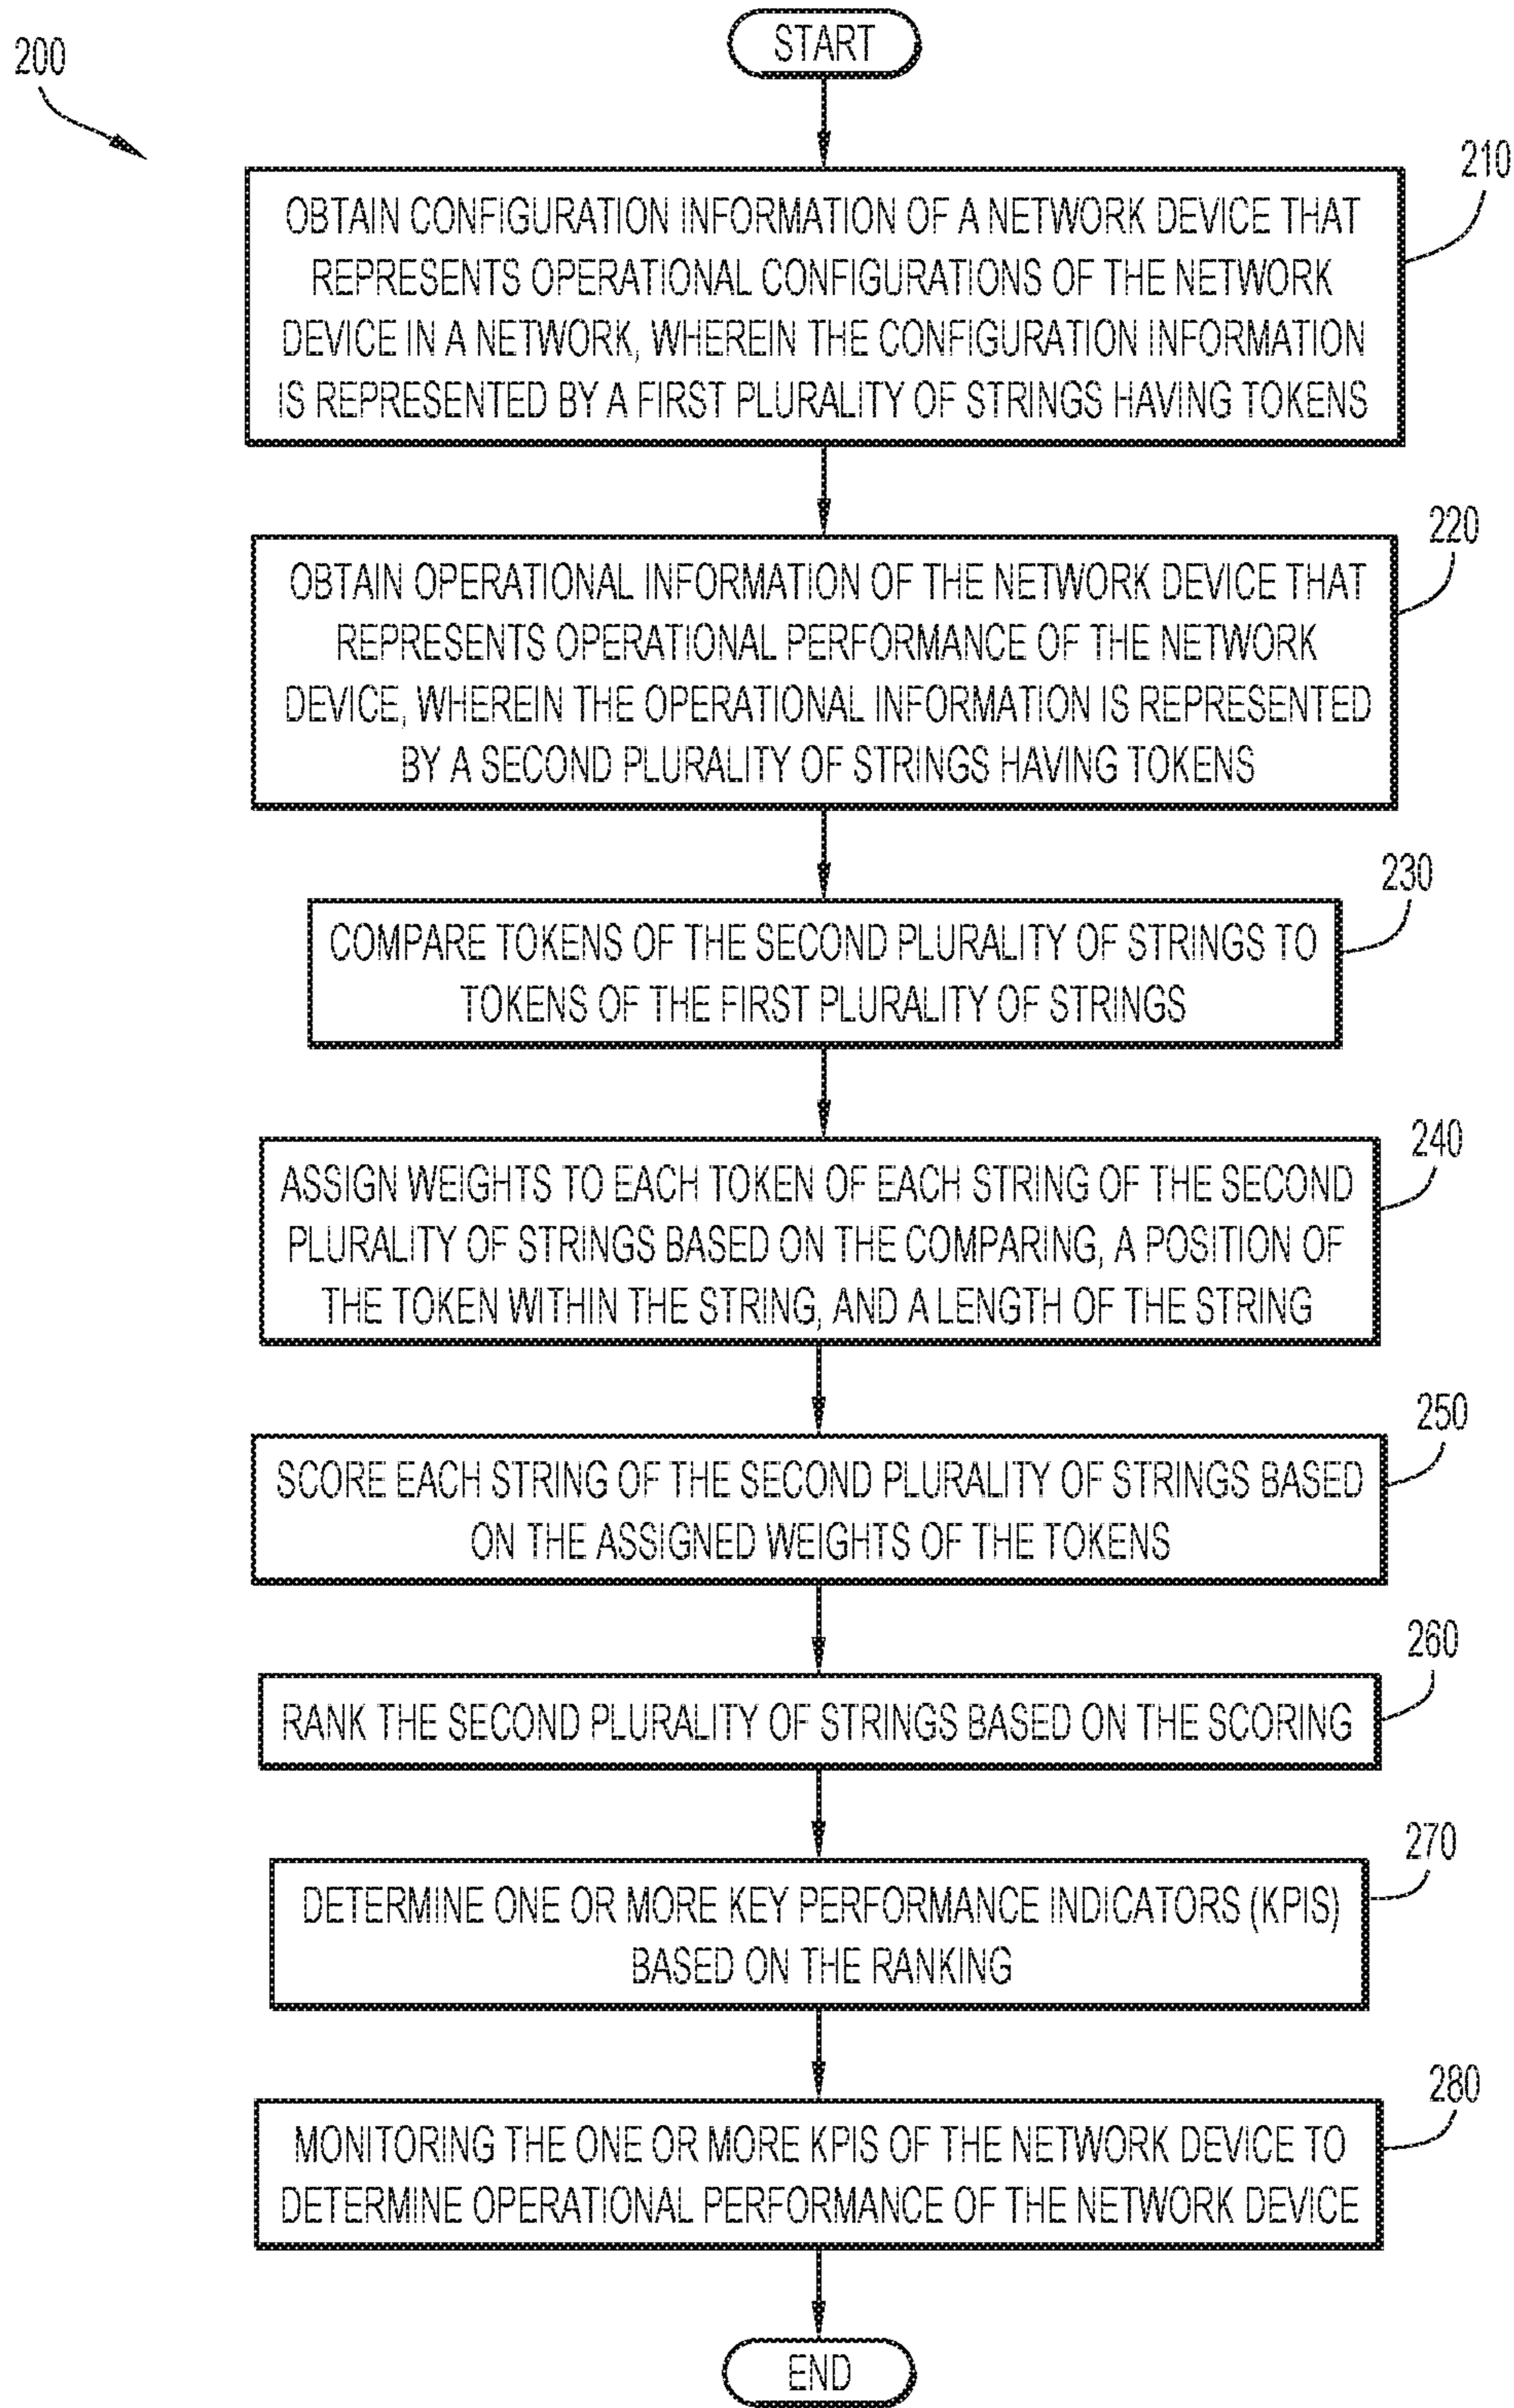 200
START
210
OBTAIN CONFIGURATION INFORMATION OF A NETWORK DEVICE THAT
REPRESENTS OPERATIONAL CONFIGURATIONS OF THE NETWORK
DEVICE IN A NETWORK, WHEREIN THE CONFIGURATION INFORMATION
IS REPRESENTED BY A FIRST PLURALITY OF STRINGS HAVING TOKENS
220
OBTAIN OPERATIONAL INFORMATION OF THE NETWORK DEVICE THAT
REPRESENTS OPERATIONAL PERFORMANCE OF THE NETWORK
DEVICE, WHEREIN THE OPERATIONAL INFORMATION IS REPRESENTED
BY A SECOND PLURALITY OF STRINGS HAVING TOKENS
230
COMPARE TOKENS OF THE SECOND PLURALITY OF STRINGS TO
TOKENS OF THE FIRST PLURALITY OF STRINGS
240
ASSIGN WEIGHTS TO EACH TOKEN OF EACH STRING OF THE SECOND
PLURALITY OF STRINGS BASED ON THE COMPARING, A POSITION OF
THE TOKEN WITHIN THE STRING, AND A LENGTH OF THE STRING
250
SCORE EACH STRING OF THE SECOND PLURALITY OF STRINGS BASED
ON THE ASSIGNED WEIGHTS OF THE TOKENS
260
RANK THE SECOND PLURALITY OF STRINGS BASED ON THE SCORING
270
DETERMINE ONE OR MORE KEY PERFORMANCE INDICATORS (KPIS)
BASED ON THE RANKING
280
MONITORING THE ONE OR MORE KPIS OF THE NETWORK DEVICE TO
DETERMINE OPERATIONAL PERFORMANCE OF THE NETWORK DEVICE
END